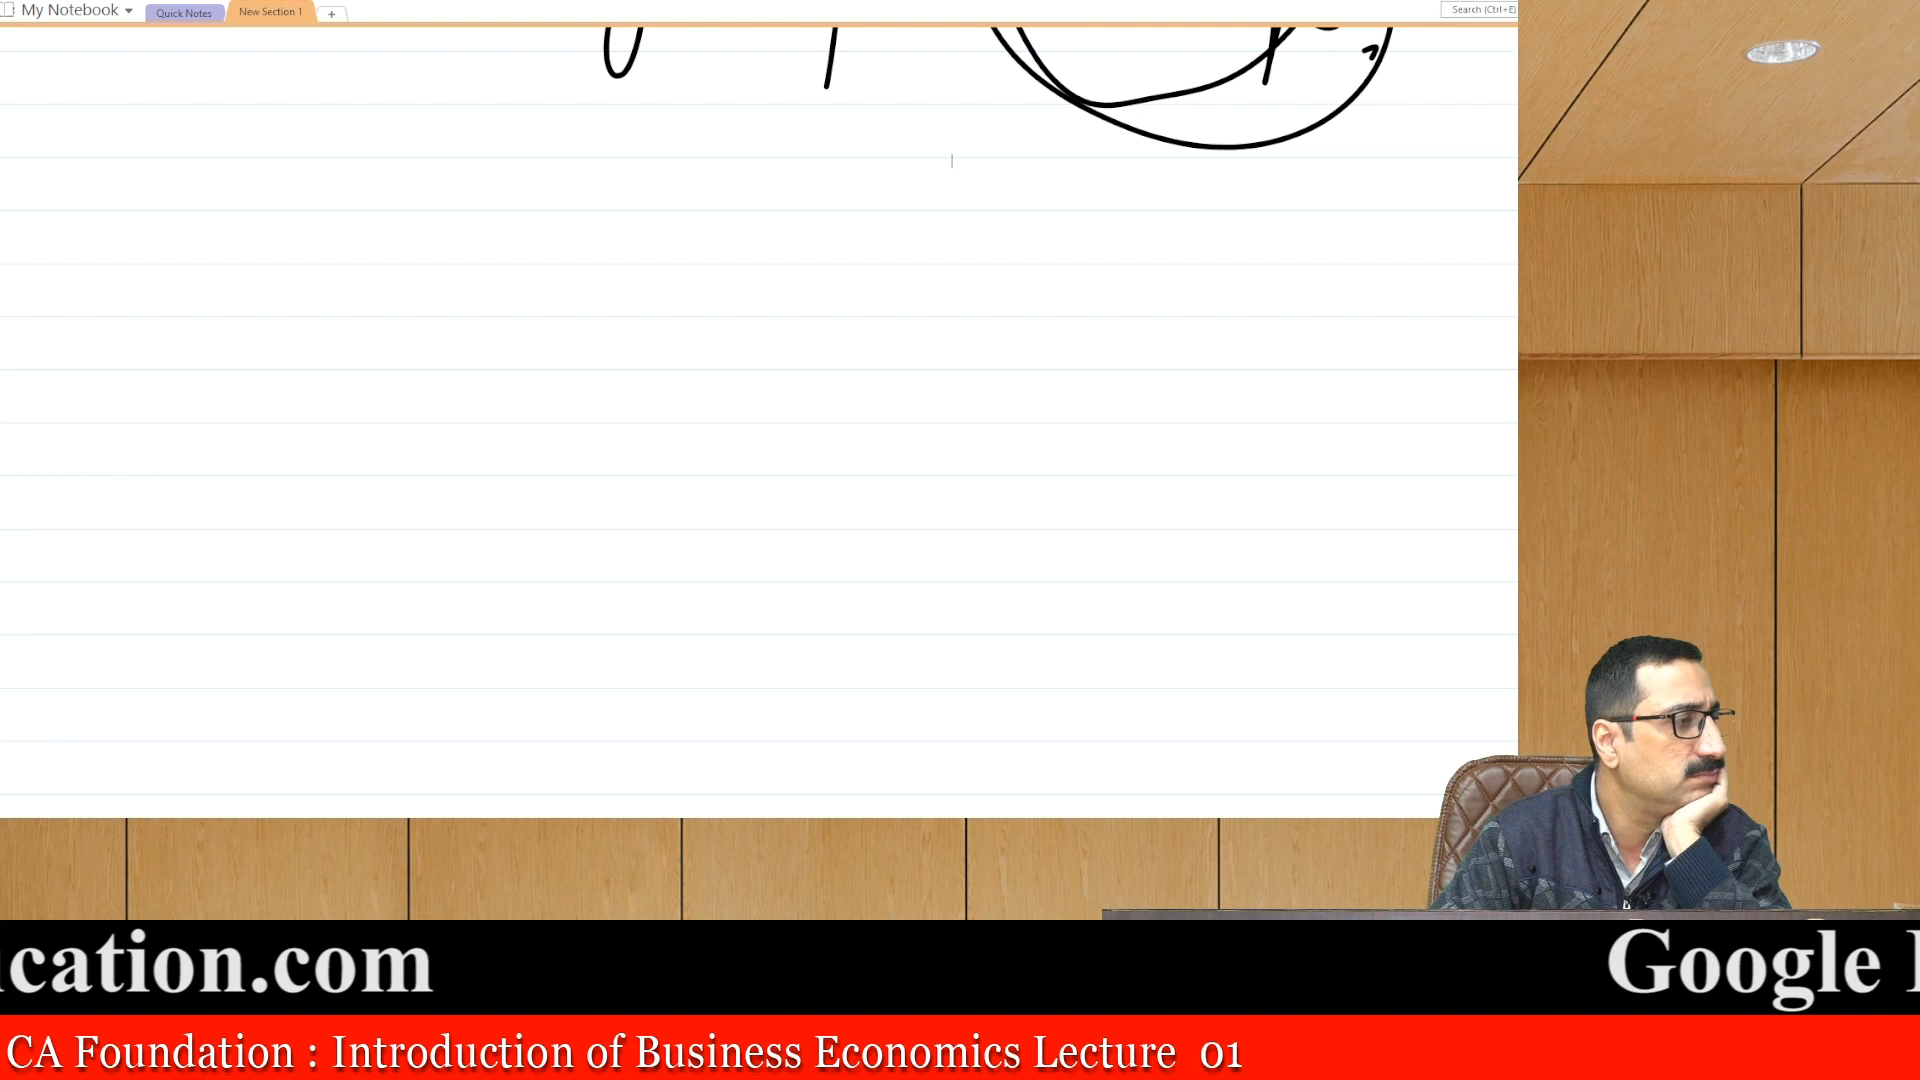 My Notebook
Quick Notes
New Section 1
+
Search (Ctrl+E)
cation.com
Google
CA Foundation : Introduction of Business Economics Lecture 01